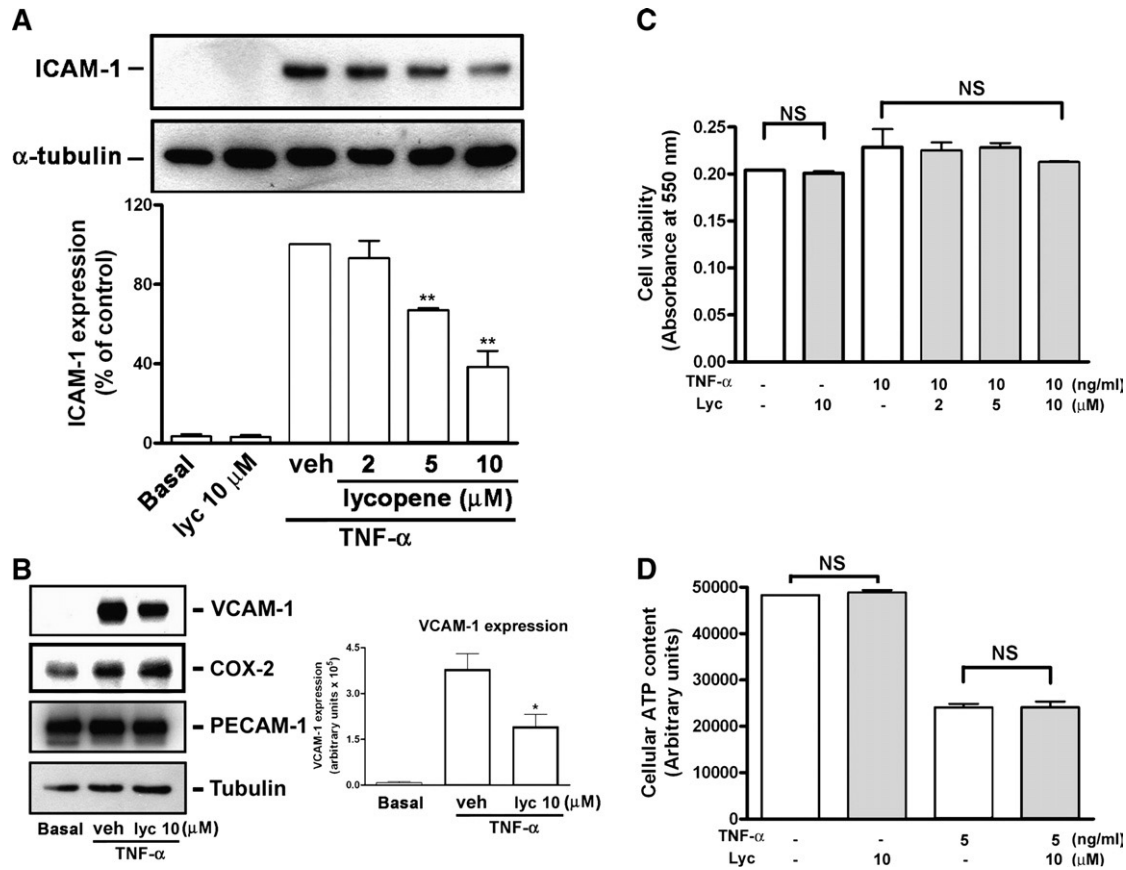 A
ICAM-1
α-tubulin
ICAM-1 expression
(% of control)
120
80
40
0
**
**
Basal
lyc 10 μM
veh 2 5 10
lycopene (μM)
TNF-α
B
VCAM-1
COX-2
PECAM-1
Tubulin
Basal veh lyc 10 (μM)
TNF-α
VCAM-1 expression
VCAM-1 expression
(arbitrary units x 10⁵)
4.5
3.0
1.5
0.0
*
Basal veh lyc 10 (μM)
TNF-α
C
Cell viability
(Absorbance at 550 nm)
0.25
0.20
0.15
0.10
0.05
0.00
NS
NS
TNF-α - - 10 10 10 10 (ng/ml)
Lyc - 10 - 2 5 10 (μM)
D
Cellular ATP content
(Arbitrary units)
50000
40000
30000
20000
10000
0
NS
NS
TNF-α - - 5 5 (ng/ml)
Lyc - 10 - 10 (μM)